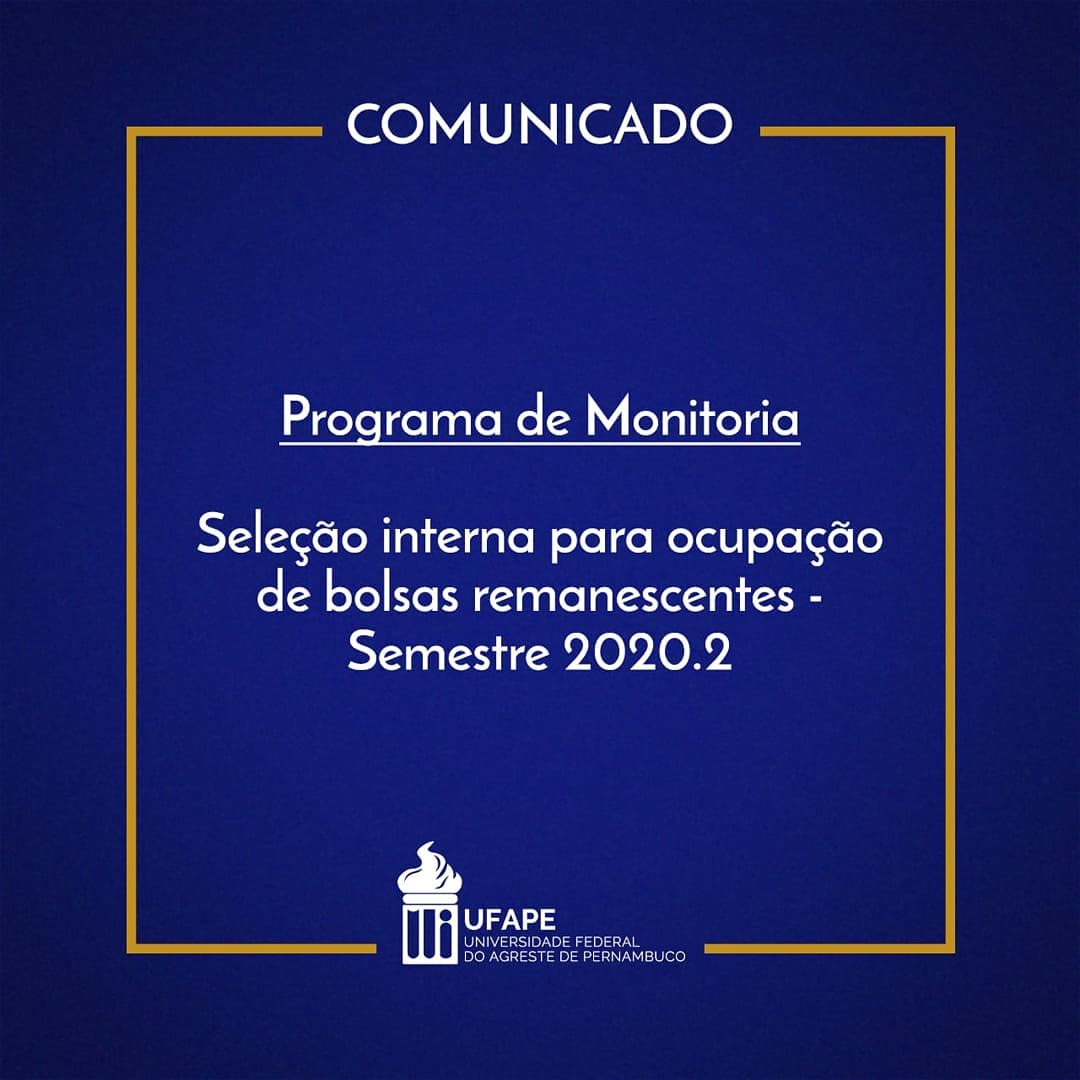 COMUNICADO
Programa de Monitoria
Seleção interna para ocupação
de bolsas remanescentes -
Semestre 2020.2
UFAPE
UNIVERSIDADE FEDERAL
DO AGRESTE DE PERNAMBUCO